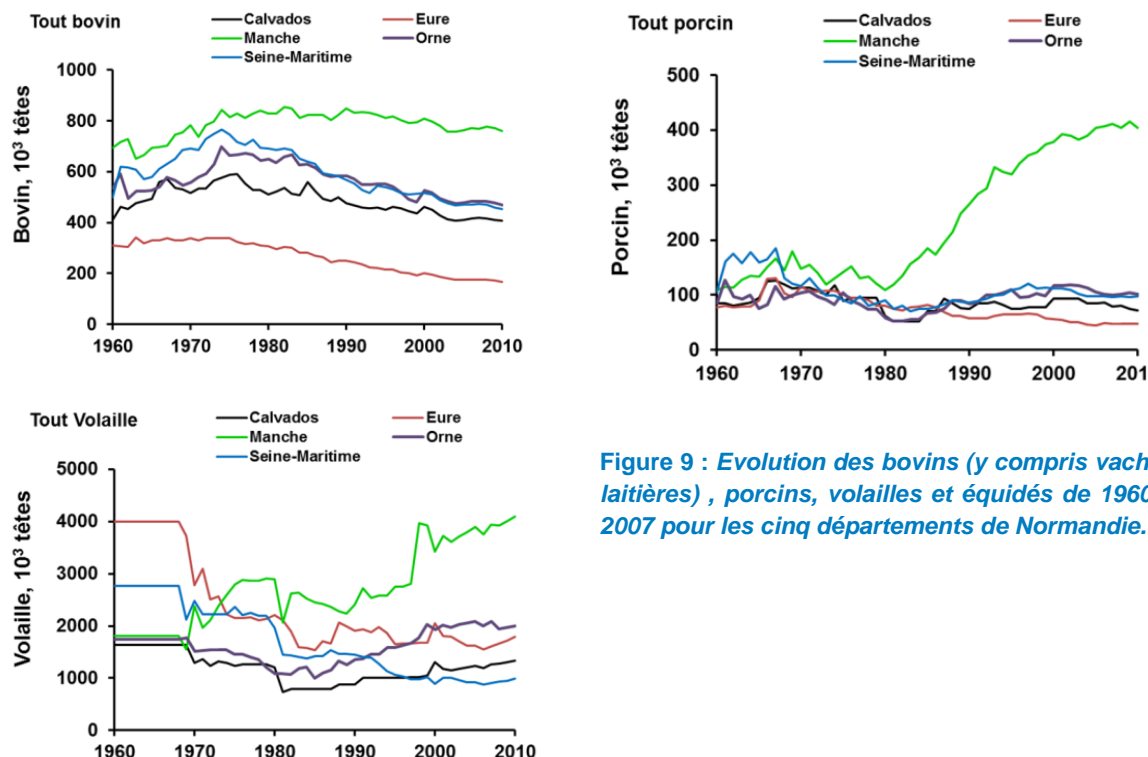 Tout bovin
Calvados
Eure
Manche
Orne
Seine-Maritime
Bovin, 10³ têtes
1000
800
600
400
200
0
1960 1970 1980 1990 2000 2010
Tout porcin
Calvados
Eure
Manche
Orne
Seine-Maritime
Porcin, 10³ têtes
500
400
300
200
100
0
1960 1970 1980 1990 2000 201
Tout Volaille
Calvados
Eure
Manche
Orne
Seine-Maritime
Volaille, 10³ têtes
5000
4000
3000
2000
1000
0
1960 1970 1980 1990 2000 2010
Figure 9 : Evolution des bovins (y compris vach
laitières) , porcins, volailles et équidés de 1960
2007 pour les cinq départements de Normandie.